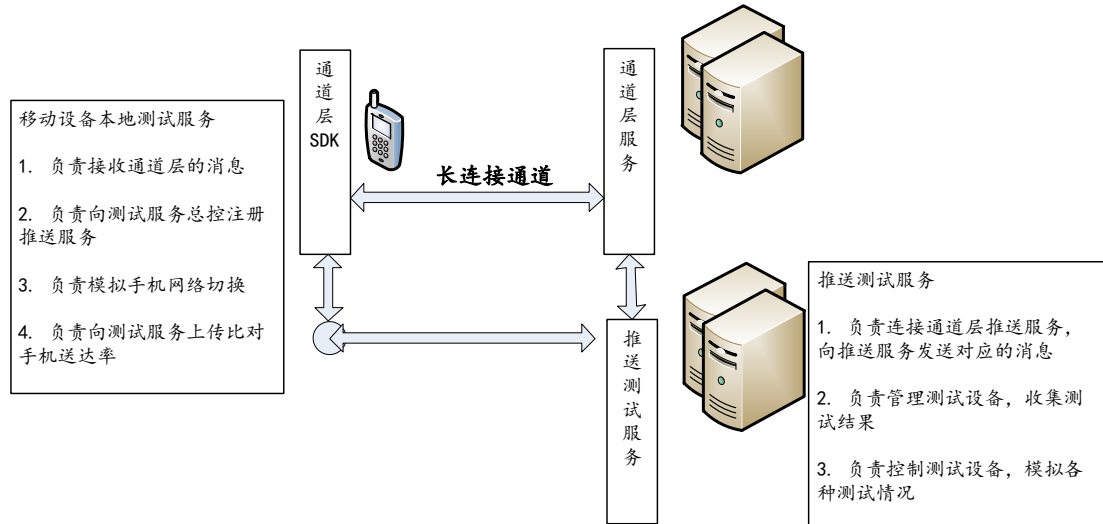 移动设备本地测试服务
1. 负责接收通道层的消息
2. 负责向测试服务总控注册
推送服务
3. 负责模拟手机网络切换
4. 负责向测试服务上传比对
手机送达率
通道层
SDK
长连接通道
通道层服务
推送测试服务
推送测试服务
1. 负责连接通道层推送服务，
向推送服务发送对应的消息
2. 负责管理测试设备，收集测
试结果
3. 负责控制测试设备，模拟各
种测试情况